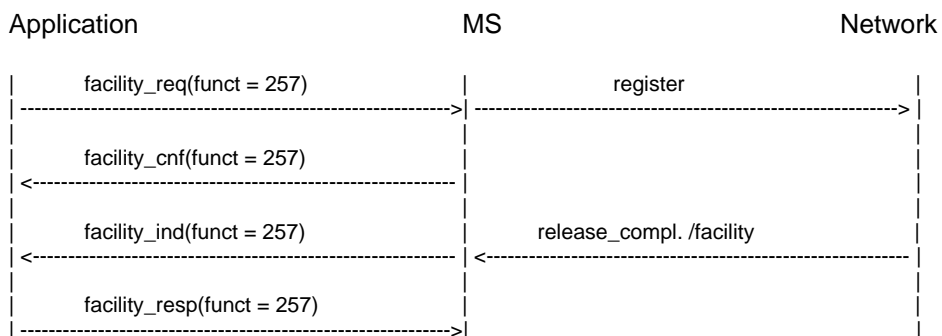 Application MS Network
facility_req(funct = 257) register
facility_cnf(funct = 257)
facility_ind(funct = 257) release_compl. /facility
facility_resp(funct = 257)